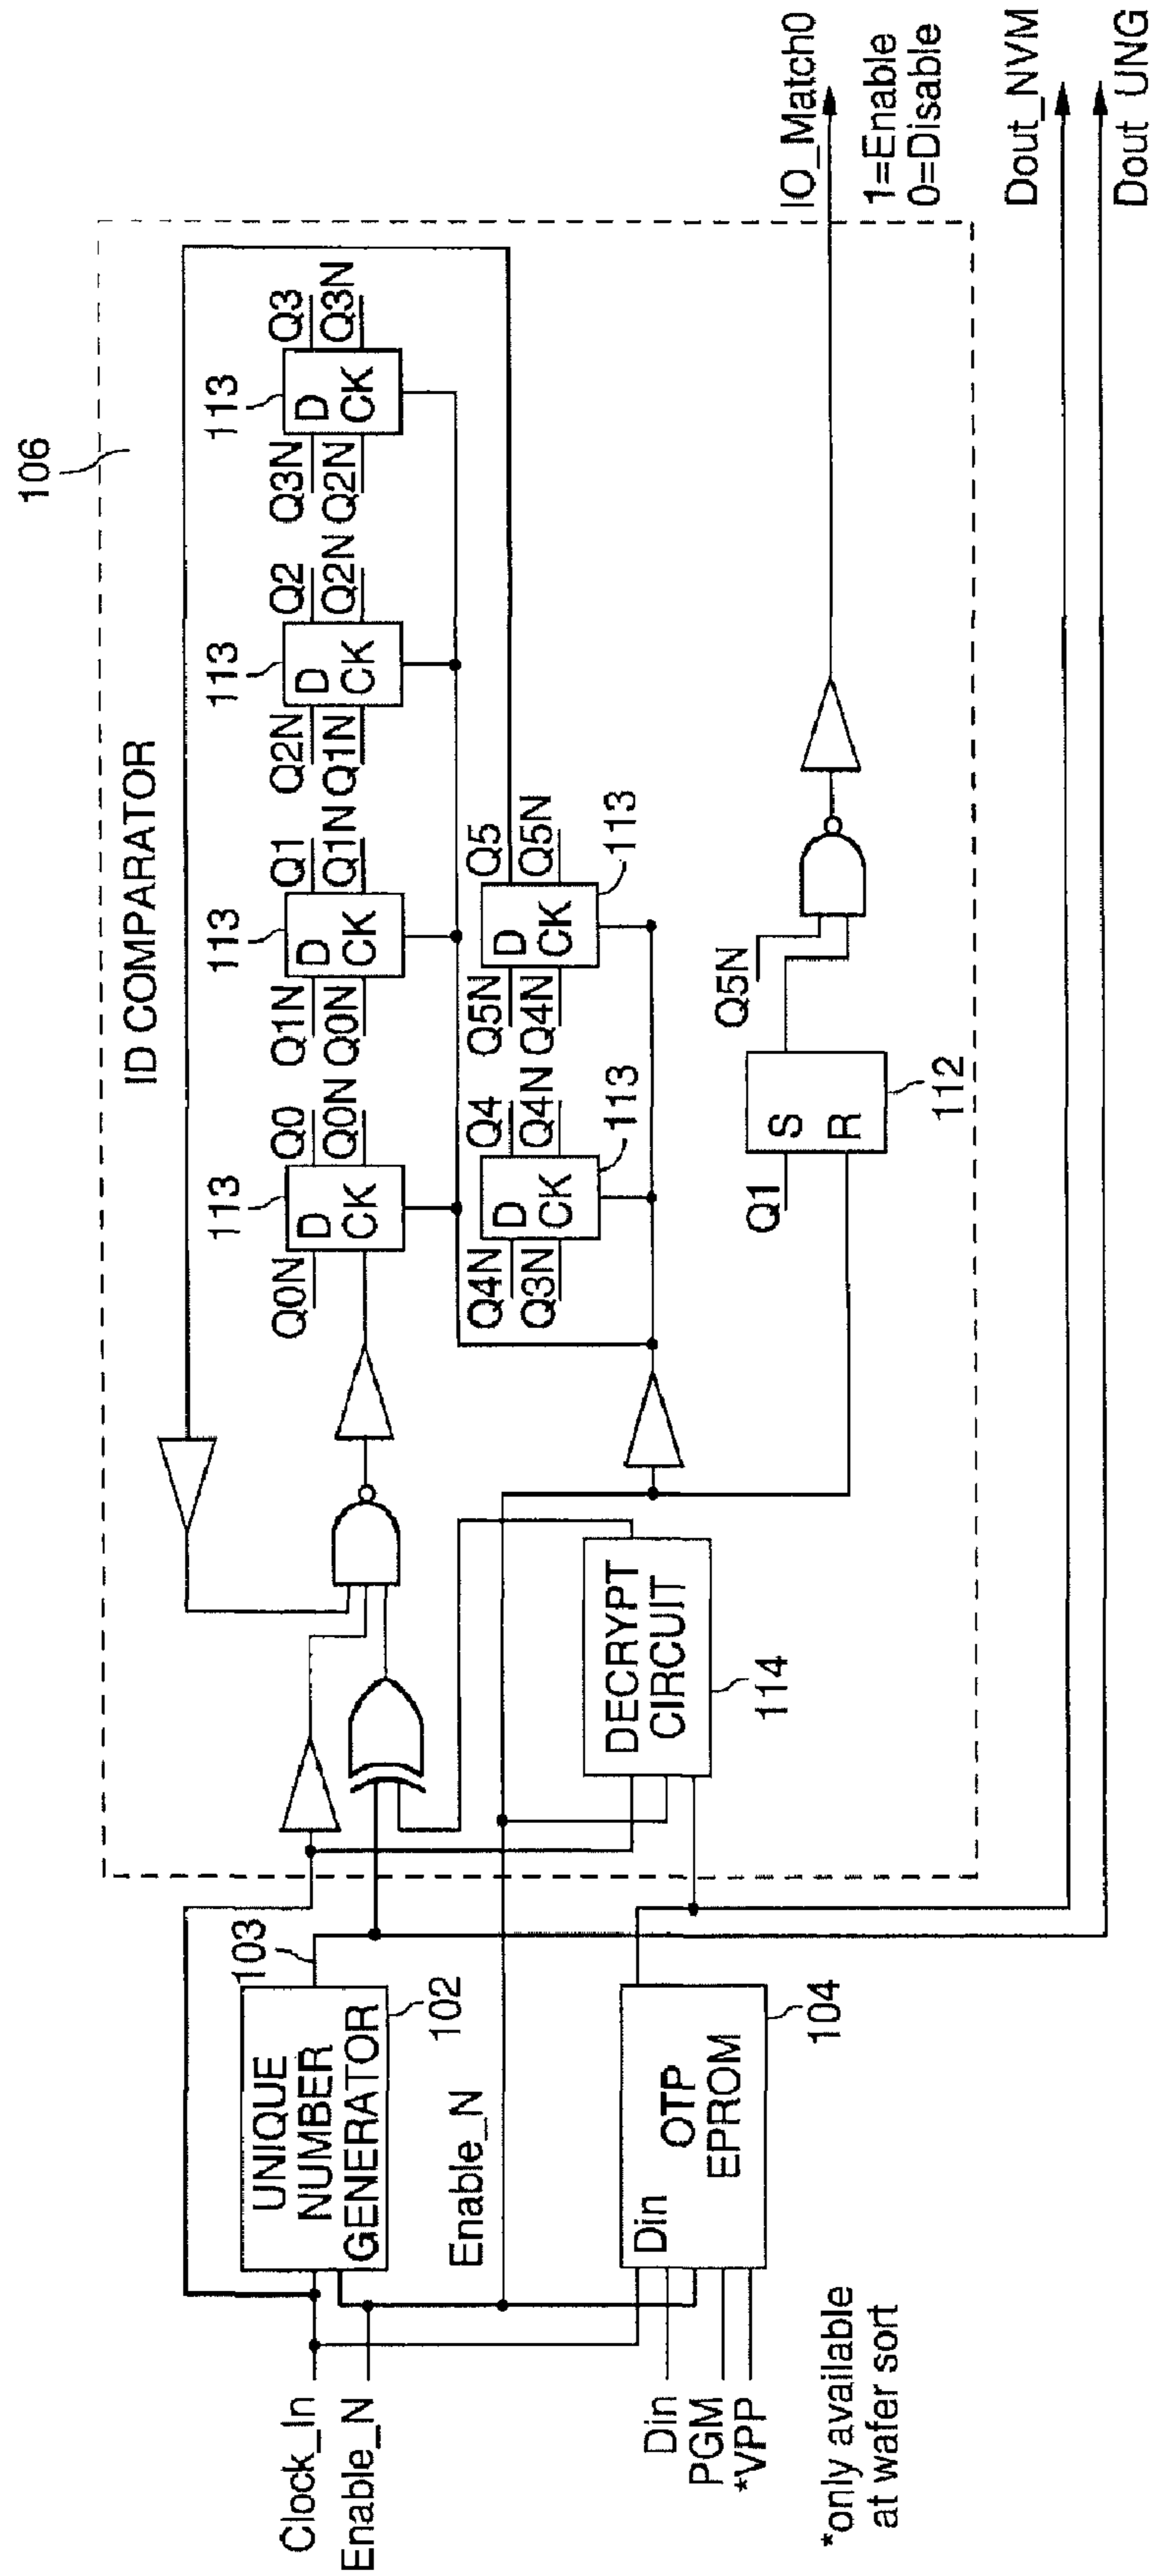 106
ID COMPARATOR
113
113
113
113
Q0N
D
CK
Q0
Q0N
Q1N
Q0N
D
CK
Q1
Q1N
Q2N
Q1N
D
CK
Q2
Q2N
Q3N
Q2N
D
CK
Q3
Q3N
Q4N
Q3N
D
CK
Q4
Q4N
113
Q5N
Q4N
D
CK
Q5
Q5N
113
103
UNIQUE
NUMBER
GENERATOR
102
Clock_In
Enable_N
Enable_N
DECRYPT
CIRCUIT
114
Q1
S
R
112
Q5N
IO_Match0
1=Enable
0=Disable
Din
PGM
*VPP
Din
OTP
EPROM
104
Dout_NVM
Dout UNG
*only available
at wafer sort